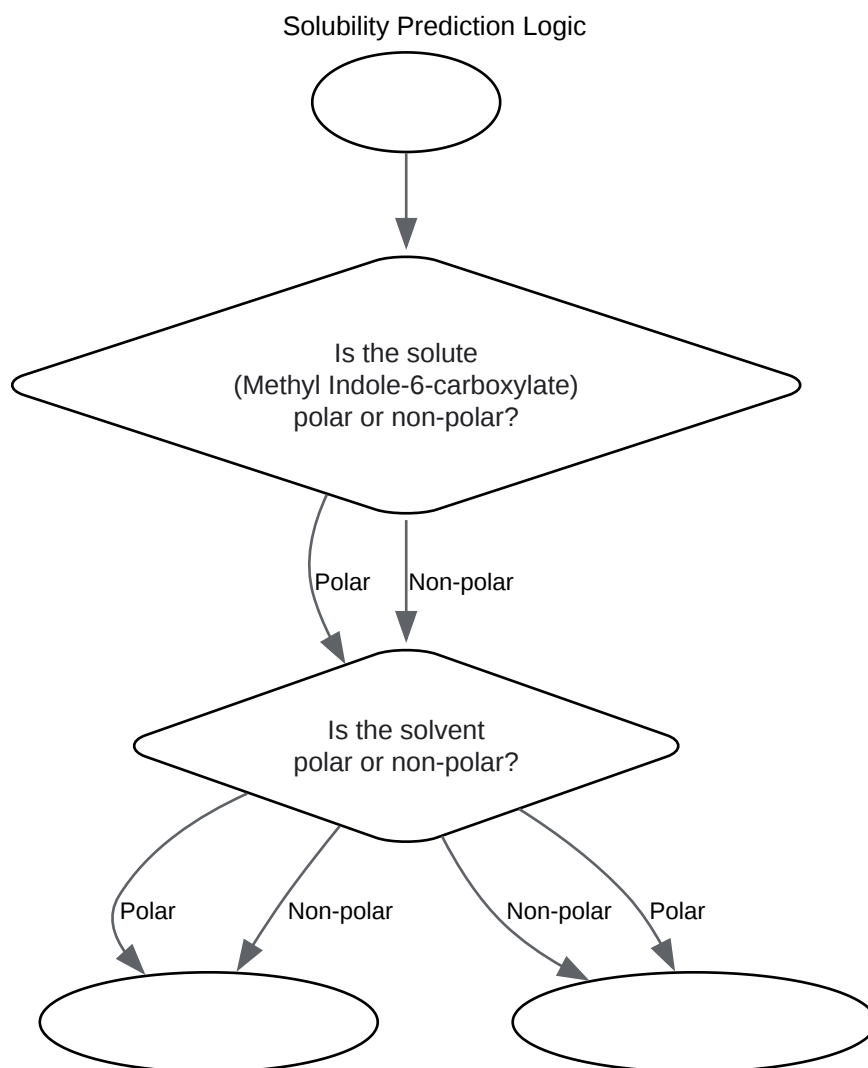 Solubility Prediction Logic
Is the solute
(Methyl Indole-6-carboxylate)
polar or non-polar?
Polar
Non-polar
Is the solvent
polar or non-polar?
Polar
Non-polar
Non-polar
Polar